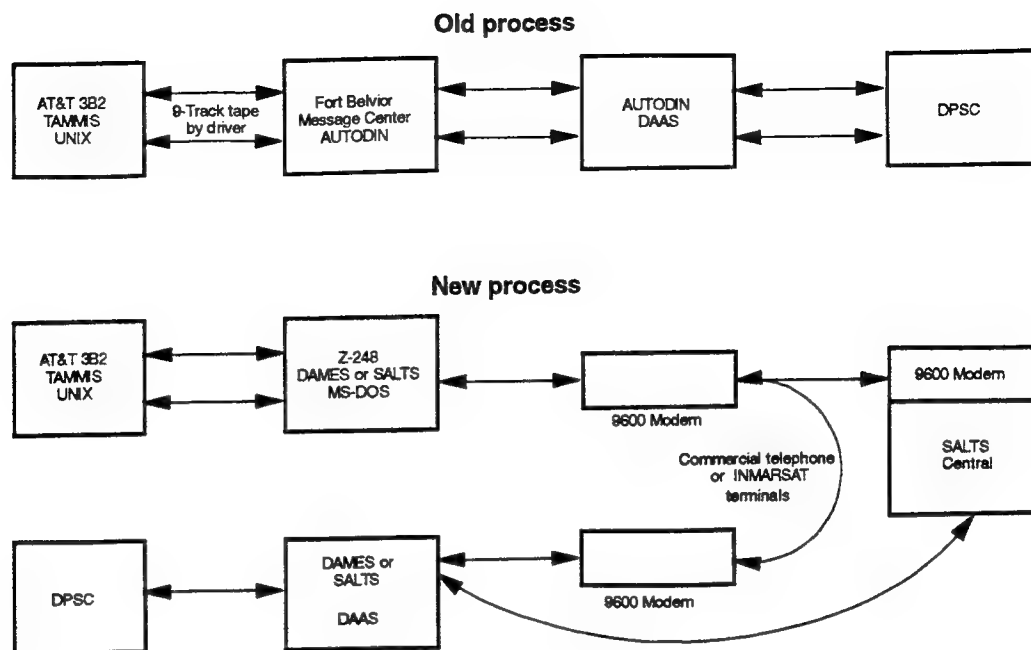 Old process
AT&T 3B2
TAMMIS
UNIX
9-Track tape
by driver
Fort Belvior
Message Center
AUTODIN
AUTODIN
DAAS
DPSC
New process
AT&T 3B2
TAMMIS
UNIX
Z-248
DAMES or SALTS
MS-DOS
9600 Modem
9600 Modem
SALTS
Central
Commercial telephone
or INMARSAT
terminals
DPSC
DAMES or
SALTS
DAAS
9600 Modem